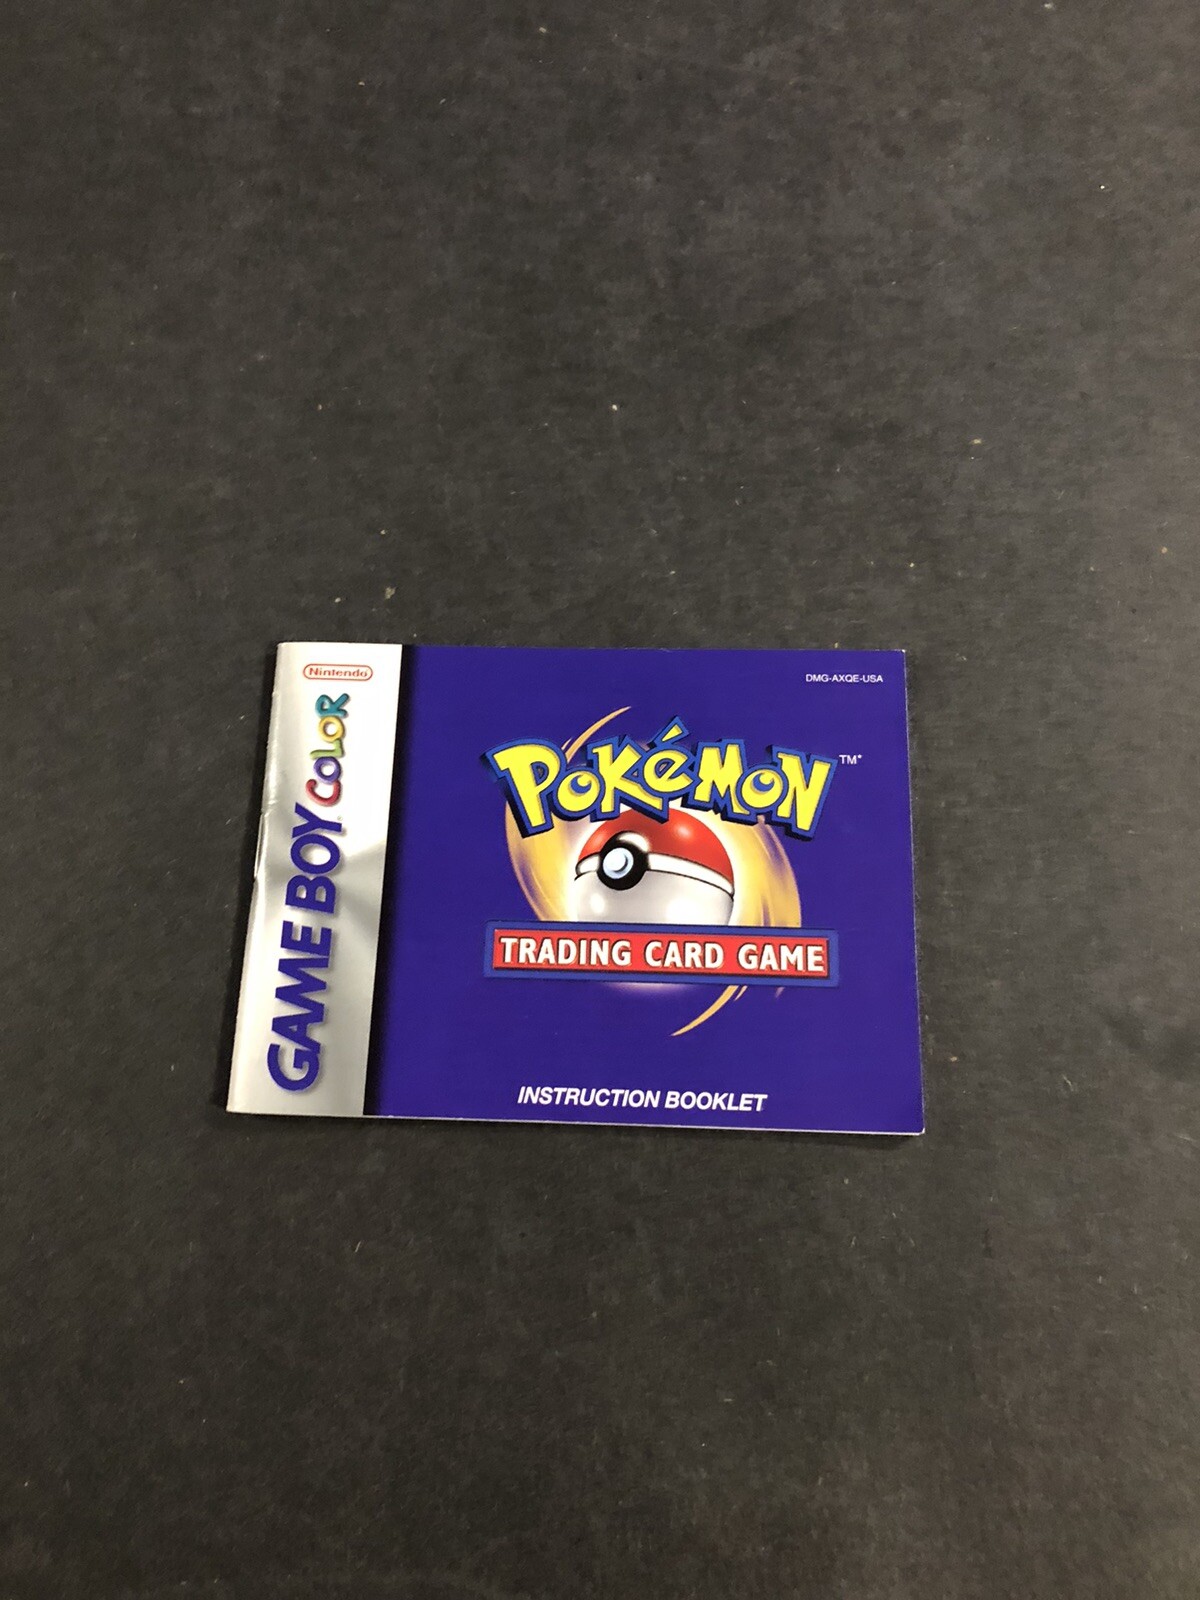 Nintendo
GAME BOY COLOR
DMG-AXQE-USA
POKéMON TM*
TRADING CARD GAME
INSTRUCTION BOOKLET